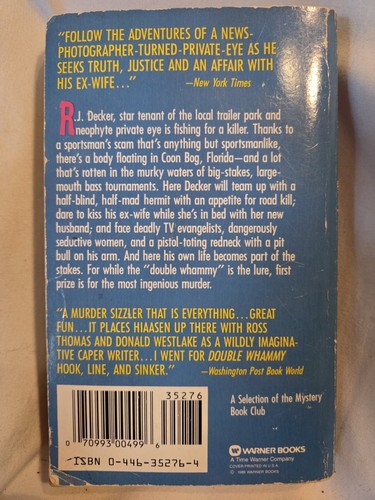 "FOLLOW THE ADVENTURES OF A NEWS-
PHOTOGRAPHER-TURNED-PRIVATE-EYE AS HE
SEEKS TRUTH, JUSTICE AND AN AFFAIR WITH
HIS EX-WIFE..."
—New York Times
R.J. Decker, star tenant of the local trailer park and
neophyte private eye is fishing for a killer. Thanks to
a sportsman's scam that's anything but sportsmanlike,
there's a body floating in Coon Bog, Florida—and a lot
that's rotten in the murky waters of big-stakes, large-
mouth bass tournaments. Here Decker will team up with a
half-blind, half-mad hermit with an appetite for road kill;
dare to kiss his ex-wife while she's in bed with her new
husband; and face deadly TV evangelists, dangerously
seductive women, and a pistol-toting redneck with a pit
bull on his arm. And here his own life becomes part of the
stakes. For while the "double whammy" is the lure, first
prize is for the most ingenious murder.
"A MURDER SIZZLER THAT IS EVERYTHING...GREAT
FUN...IT PLACES HIAASEN UP THERE WITH ROSS
THOMAS AND DONALD WESTLAKE AS A WILDLY IMAGINA-
TIVE CAPER WRITER...I WENT FOR DOUBLE WHAMMY
HOOK, LINE, AND SINKER."
—Washington Post Book World
35276
0 70993 00499 6
ISBN 0-446-35276-4
A Selection of the Mystery
Book Club
W WARNER BOOKS
A Time Warner Company
COVER PRINTED IN U.S.A.
© 1988 WARNER BOOKS